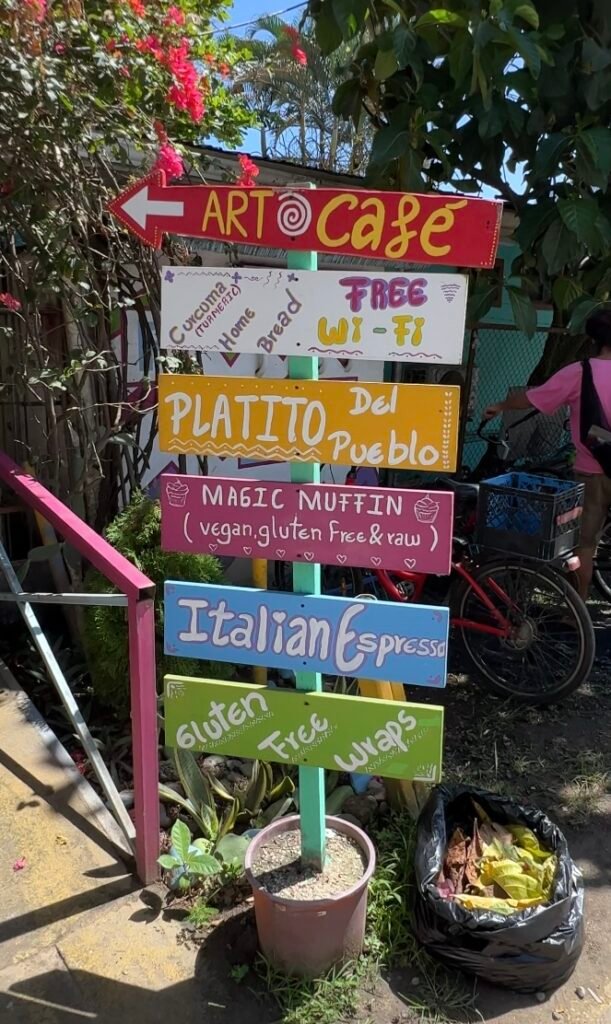 ART Café
Curcuma
(TURMERIC)
Home
Bread
FREE
Wi-Fi
PLATITO Del
Pueblo
MAGIC MUFFIN
(vegan, gluten free & raw)
Italian Espresso
Gluten Free Wraps